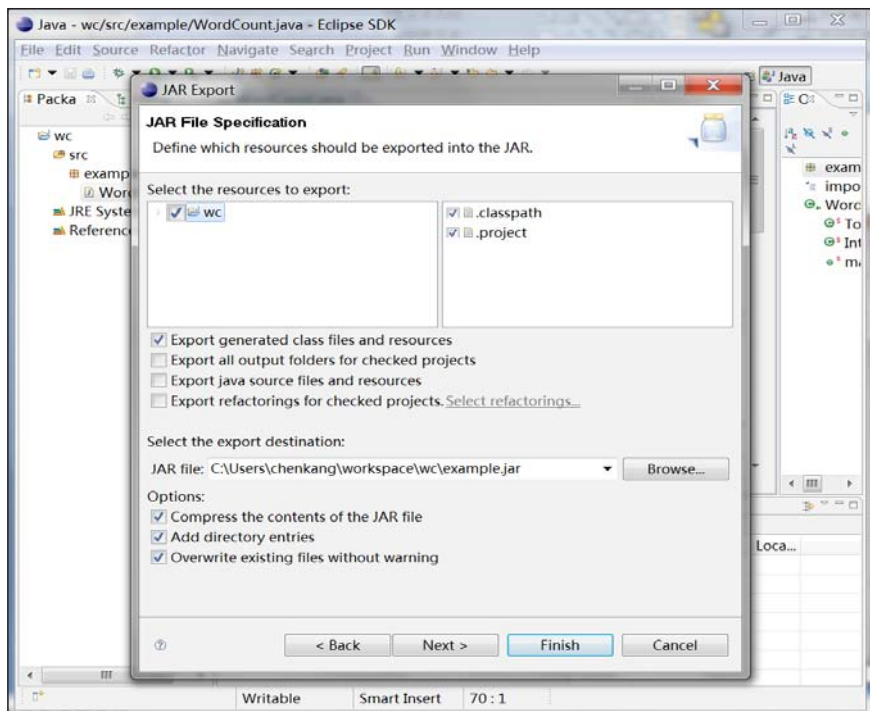 Java - wc/src/example/WordCount.java - Eclipse SDK
File Edit Source Refactor Navigate Search Project Run Window Help
Java
Packa
wc
src
examp
Wor
JRE Syste
Referenc
JAR Export
JAR File Specification
Define which resources should be exported into the JAR.
Select the resources to export:
wc
.classpath
.project
Export generated class files and resources
Export all output folders for checked projects
Export java source files and resources
Export refactorings for checked projects. Select refactorings...
Select the export destination:
JAR file: C:\Users\chenkang\workspace\wc\example.jar
Browse...
Options:
Compress the contents of the JAR file
Add directory entries
Overwrite existing files without warning
< Back
Next >
Finish
Cancel
exam
impo
Worc
To
Int
Loca...
Writable
Smart Insert
70 : 1